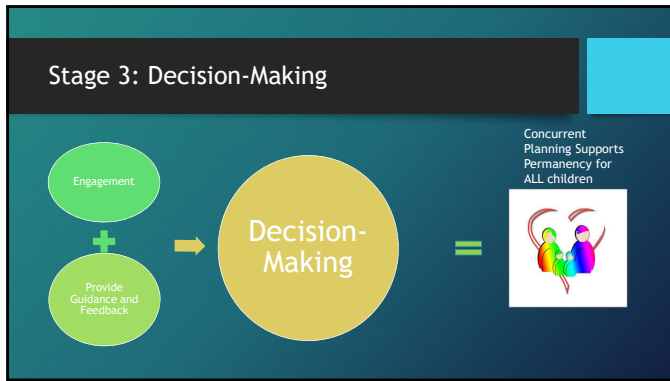 Stage 3: Decision-Making
Engagement
Provide
Guidance and
Feedback
Decision-
Making
Concurrent
Planning Supports
Permanency for
ALL children